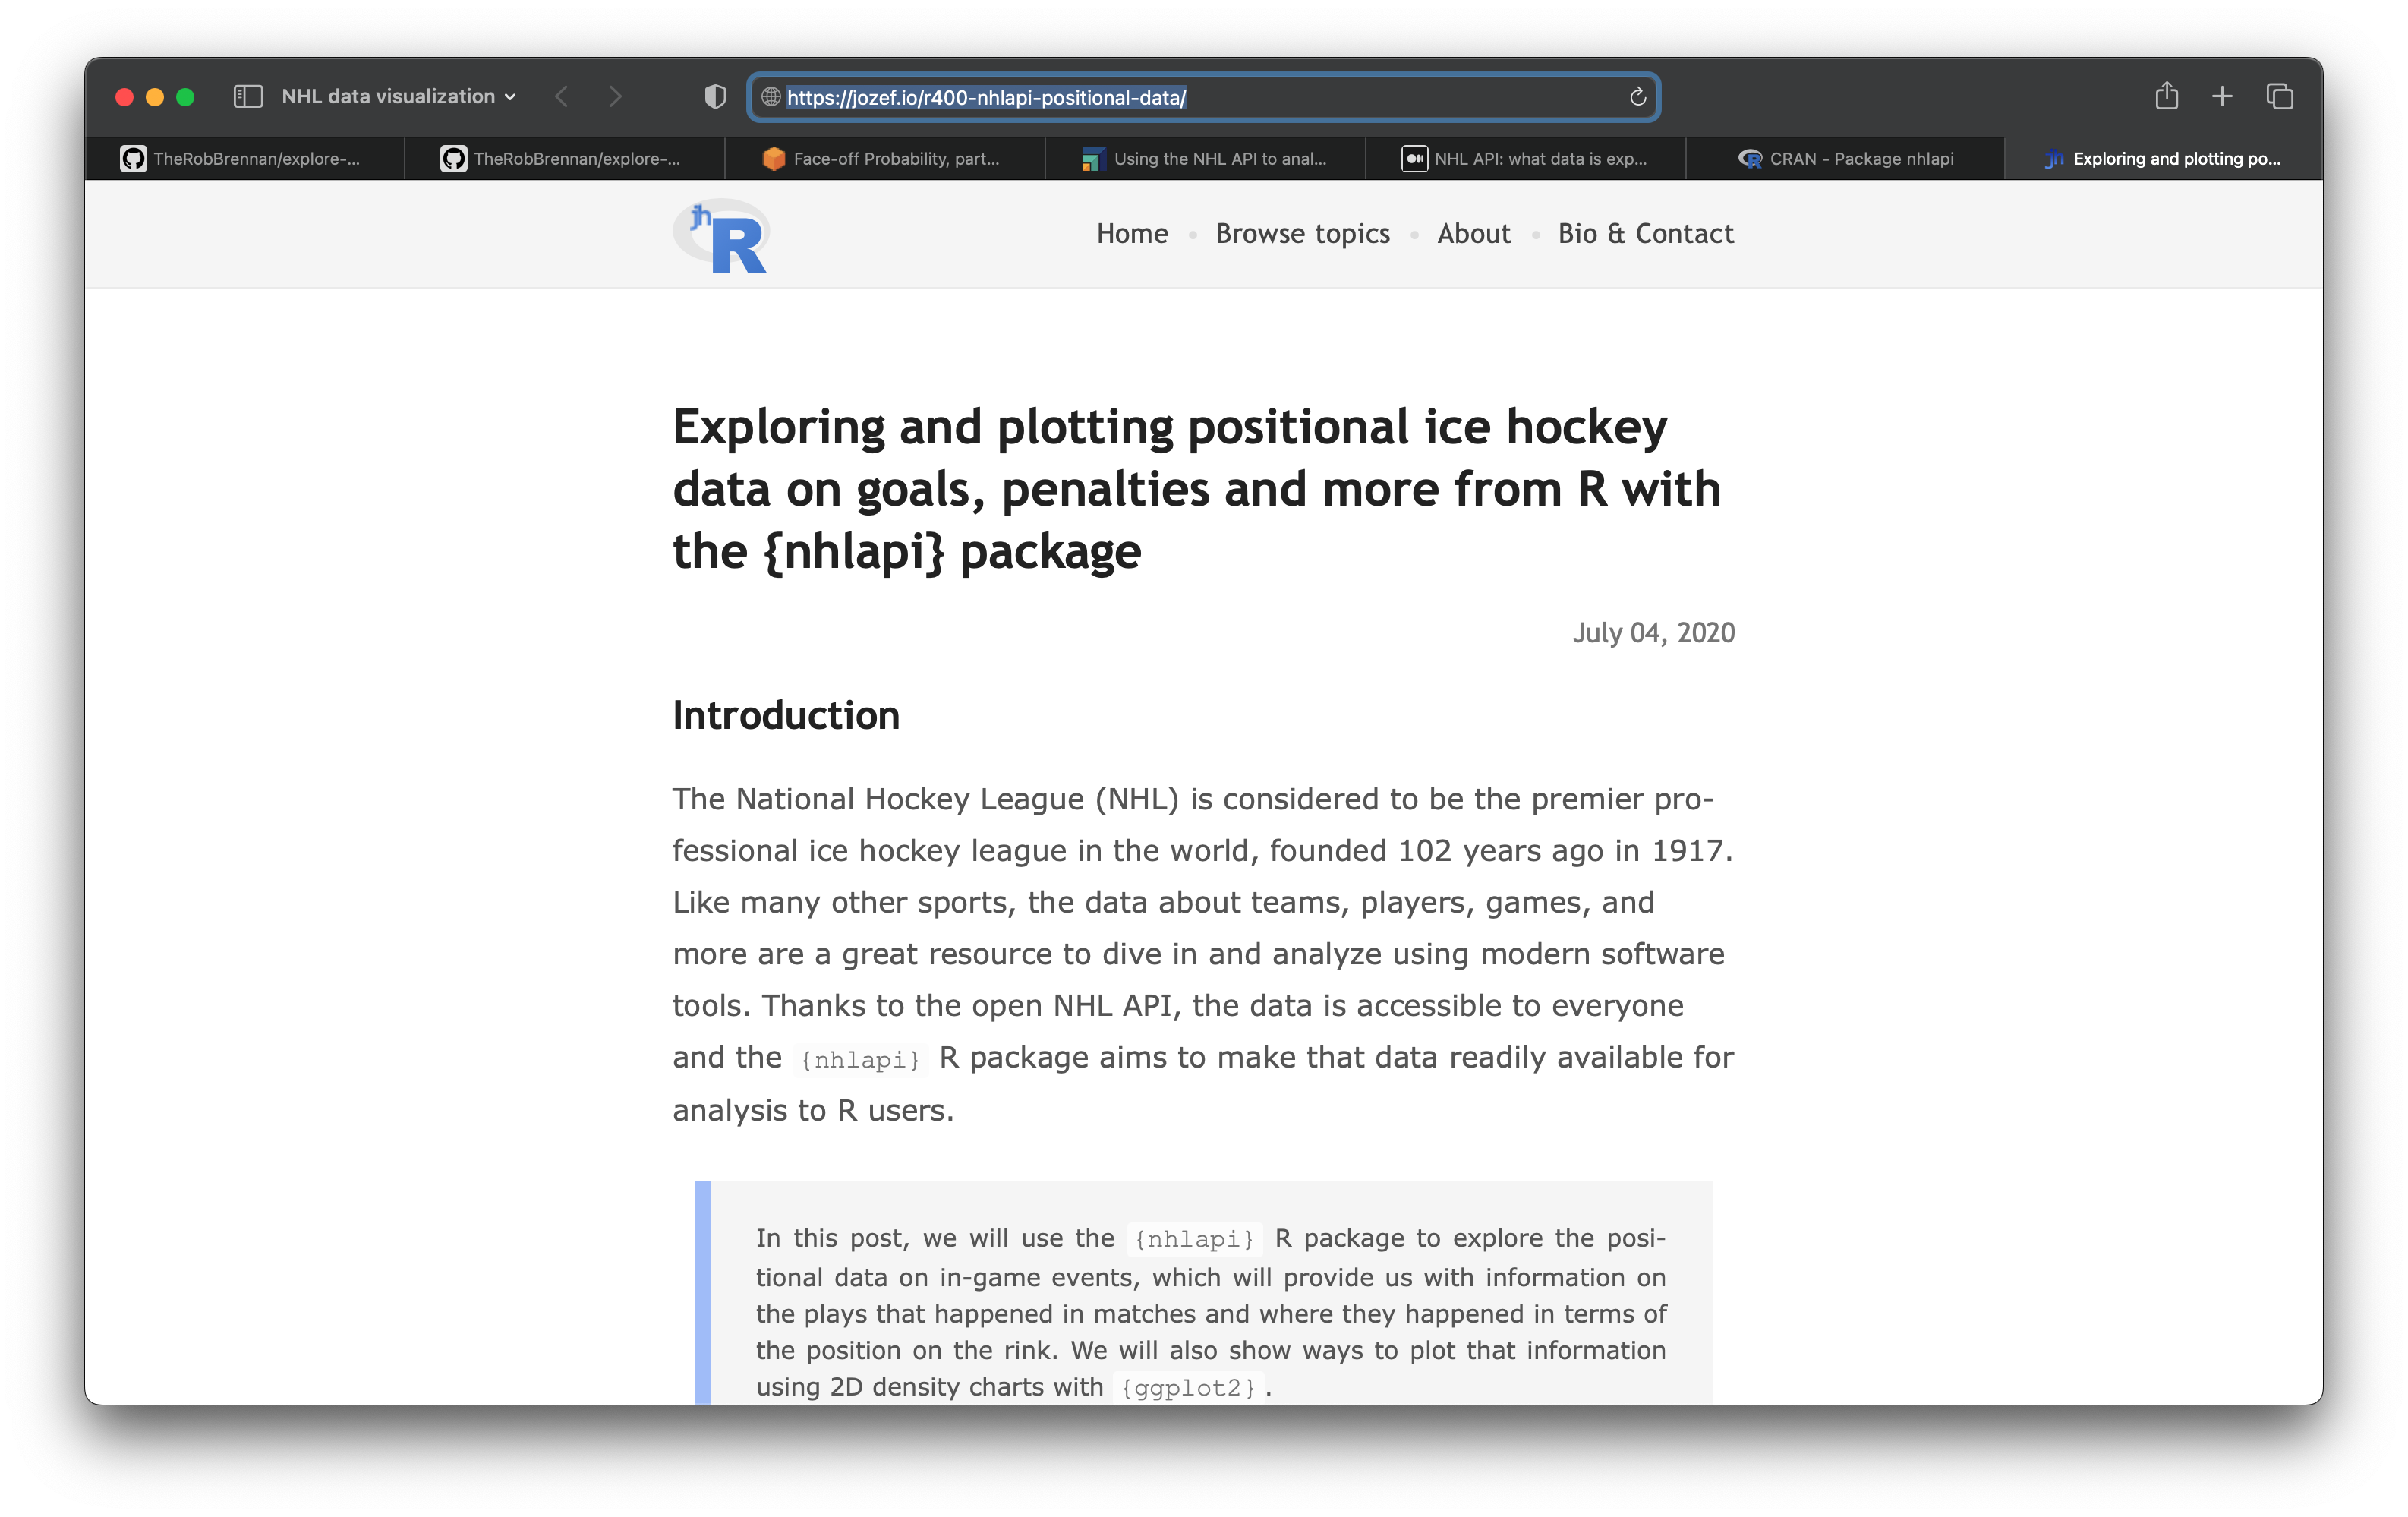 NHL data visualization
https://jozef.io/r400-nhlapi-positional-data/
TheRobBrennan/explore-...
TheRobBrennan/explore-...
Face-off Probability, part...
Using the NHL API to anal...
NHL API: what data is exp...
CRAN - Package nhlapi
jh
Exploring and plotting po...
jh
R
Home • Browse topics • About • Bio & Contact
Exploring and plotting positional ice hockey
data on goals, penalties and more from R with
the {nhlapi} package
July 04, 2020
Introduction
The National Hockey League (NHL) is considered to be the premier pro-
fessional ice hockey league in the world, founded 102 years ago in 1917.
Like many other sports, the data about teams, players, games, and
more are a great resource to dive in and analyze using modern software
tools. Thanks to the open NHL API, the data is accessible to everyone
and the {nhlapi} R package aims to make that data readily available for
analysis to R users.
In this post, we will use the {nhlapi} R package to explore the posi-
tional data on in-game events, which will provide us with information on
the plays that happened in matches and where they happened in terms of
the position on the rink. We will also show ways to plot that information
using 2D density charts with {ggplot2}.